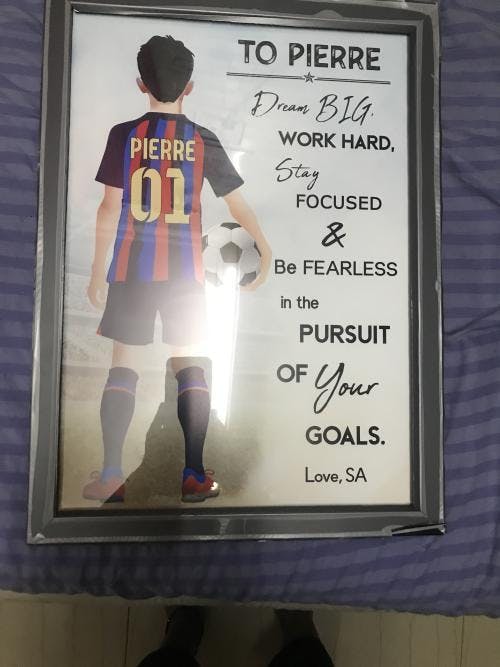 TO PIERRE
Dream BIG,
WORK HARD,
Stay
FOCUSED
&
Be FEARLESS
in the
PURSUIT
OF Your
GOALS.
Love, SA
PIERRE
01